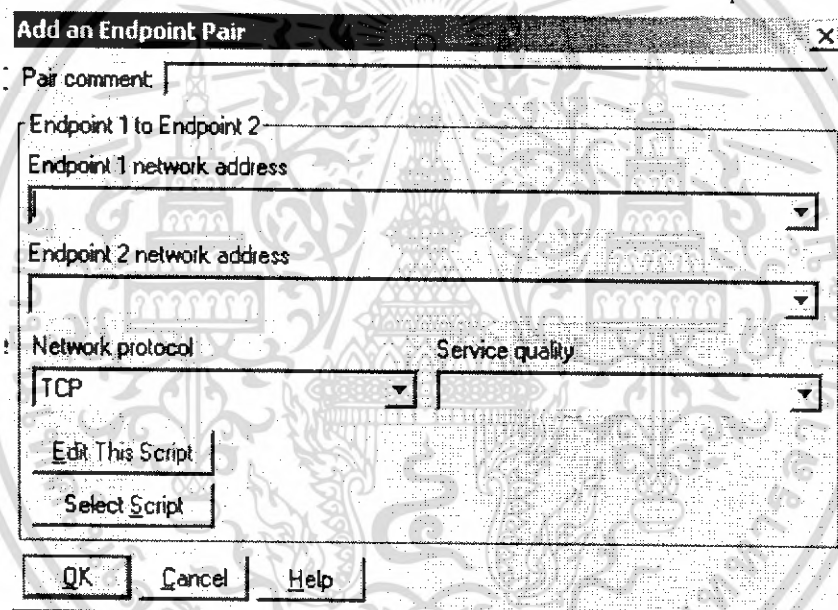 Add an Endpoint Pair
Pair comment:
Endpoint 1 to Endpoint 2
Endpoint 1 network address
Endpoint 2 network address
Network protocol
Service quality
TCP
Edit This Script
Select Script
OK
Cancel
Help